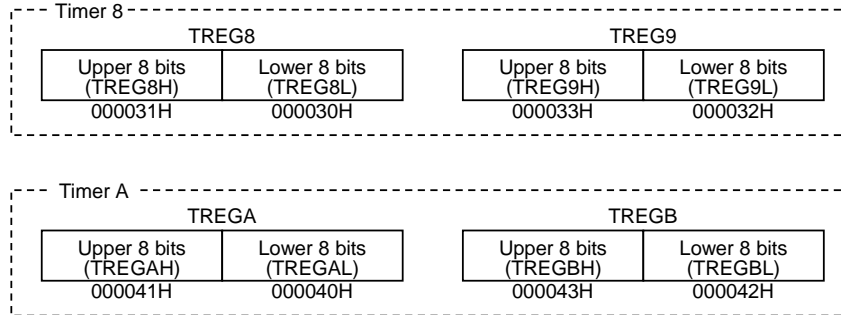 Timer 8
TREG8 TREG9
Upper 8 bits Lower 8 bits Upper 8 bits Lower 8 bits
(TREG8H) (TREG8L) (TREG9H) (TREG9L)
000031H 000030H 000033H 000032H
Timer A
TREGA TREGB
Upper 8 bits Lower 8 bits Upper 8 bits Lower 8 bits
(TREGAH) (TREGAL) (TREGBH) (TREGBL)
000041H 000040H 000043H 000042H